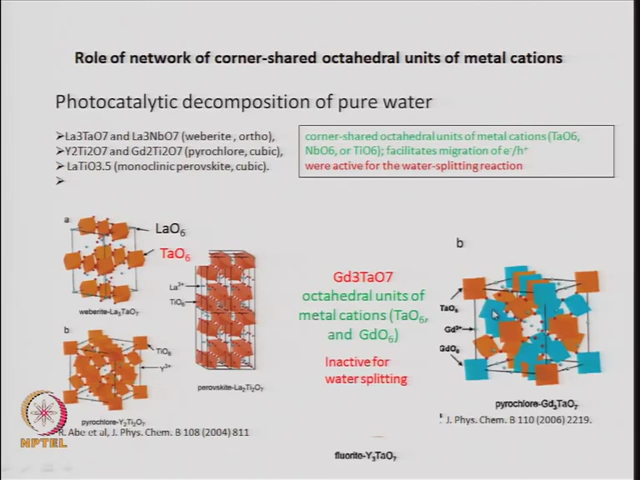 Role of network of corner-shared octahedral units of metal cations
Photocatalytic decomposition of pure water
➢La3TaO7 and La3NbO7 (weberite , ortho),
➢Y2Ti2O7 and Gd2Ti2O7 (pyrochlore, cubic),
➢LaTiO3.5 (monoclinic perovskite, cubic).
➢
corner-shared octahedral units of metal cations (TaO6,
NbO6, or TiO6); facilitates migration of e⁻/h⁺
were active for the water-splitting reaction
a
LaO6
TaO6
weberite-La3TaO7
La3+
TiO6
perovskite-La2Ti2O7
b
TiO6
Y3+
pyrochlore-Y2Ti2O7
R. Abe et al, J. Phys. Chem. B 108 (2004) 811
Gd3TaO7
octahedral units of
metal cations (TaO6,
and GdO6)
Inactive for
water splitting
b
TaO6
Gd3+
GdO6
pyrochlore-Gd3TaO7
J. Phys. Chem. B 110 (2006) 2219.
fluorite-Y3TaO7
NPTEL